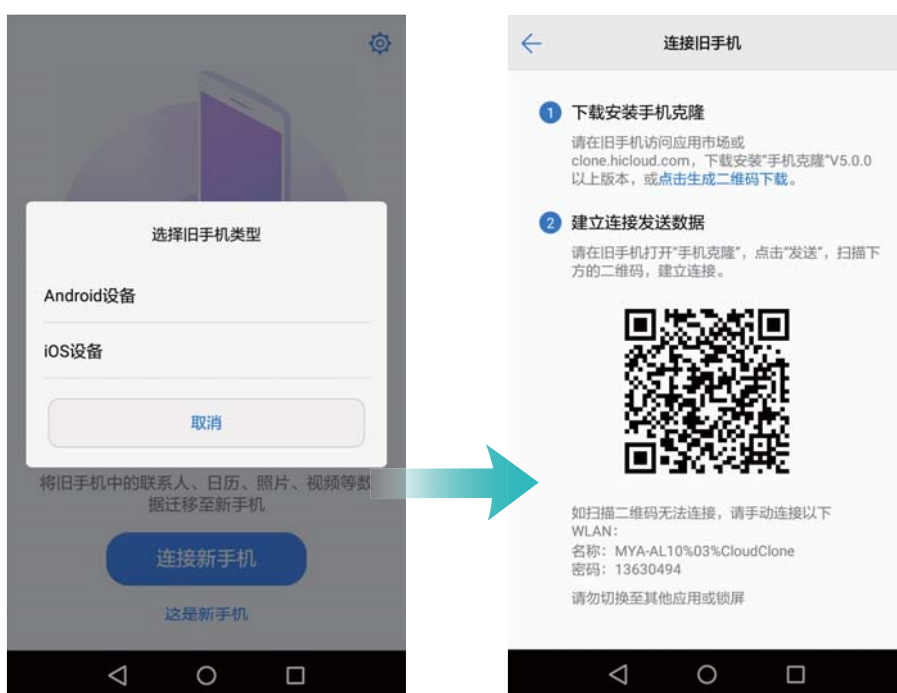 选择旧手机类型
Android设备
iOS设备
取消
将旧手机中的联系人、日历、照片、视频等数
据迁移至新手机
连接新手机
这是新手机
连接旧手机
1 下载安装手机克隆
请在旧手机访问应用市场或
clone.hicloud.com，下载安装"手机克隆"V5.0.0
以上版本，或点击生成二维码下载。
2 建立连接发送数据
请在旧手机打开"手机克隆"，点击"发送"，扫描下
方的二维码，建立连接。
如扫描二维码无法连接，请手动连接以下
WLAN：
名称：MYA-AL10%03%CloudClone
密码：13630494
请勿切换至其他应用或锁屏